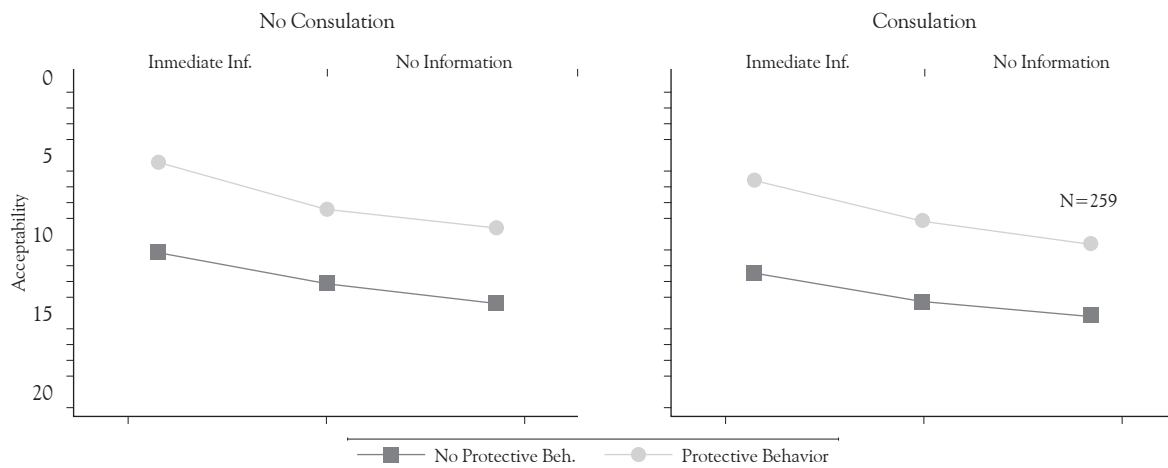 No Consulation
Consulation
Inmediate Inf.
No Information
Inmediate Inf.
No Information
0
5
10
15
20
Acceptability
N=259
No Protective Beh.
Protective Behavior